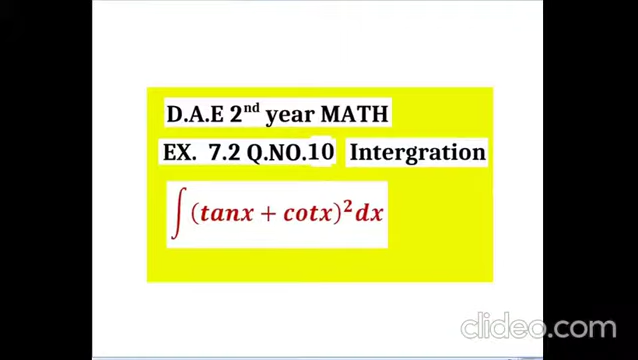 D.A.E 2nd year MATH
EX. 7.2 Q.NO.10 Intergration
∫(tanx + cotx)²dx
clideo.com